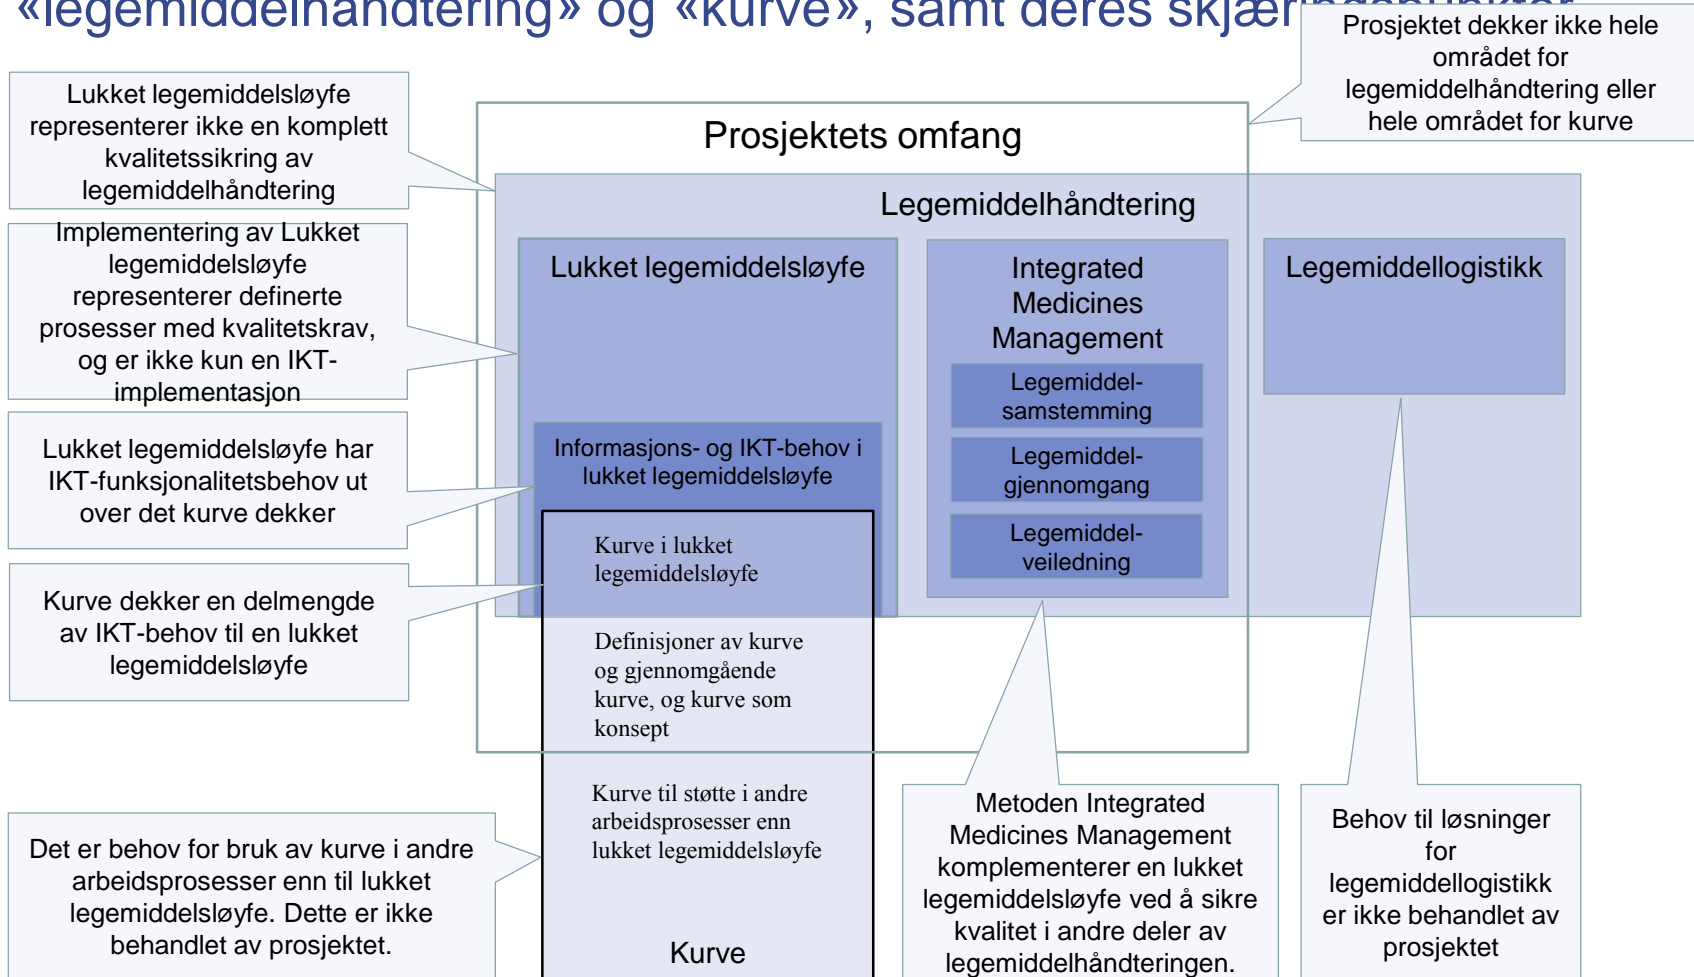 «legemiddelhåndtering» og «kurve», samt deres skjæringspunkter
Prosjektet dekker ikke hele
området for
legemiddelhåndtering eller
hele området for kurve
Lukket legemiddelsløyfe
representerer ikke en komplett
kvalitetssikring av
legemiddelhåndtering
Prosjektets omfang
Legemiddelhåndtering
Implementering av Lukket
legemiddelsløyfe
representerer definerte
prosesser med kvalitetskrav,
og er ikke kun en IKT-
implementasjon
Lukket legemiddelsløyfe
Integrated
Medicines
Management
Legemiddellogistikk
Legemiddel-
samstemming
Legemiddel-
gjennomgang
Legemiddel-
veiledning
Lukket legemiddelsløyfe har
IKT-funksjonalitetsbehov ut
over det kurve dekker
Informasjons- og IKT-behov i
lukket legemiddelsløyfe
Kurve i lukket
legemiddelsløyfe
Kurve dekker en delmengde
av IKT-behov til en lukket
legemiddelsløyfe
Definisjoner av kurve
og gjennomgående
kurve, og kurve som
konsept
Kurve til støtte i andre
arbeidsprosesser enn
lukket legemiddelsløyfe
Kurve
Det er behov for bruk av kurve i andre
arbeidsprosesser enn til lukket
legemiddelsløyfe. Dette er ikke
behandlet av prosjektet.
Metoden Integrated
Medicines Management
komplementerer en lukket
legemiddelsløyfe ved å sikre
kvalitet i andre deler av
legemiddelhåndteringen.
Behov til løsninger
for
legemiddellogistikk
er ikke behandlet av
prosjektet